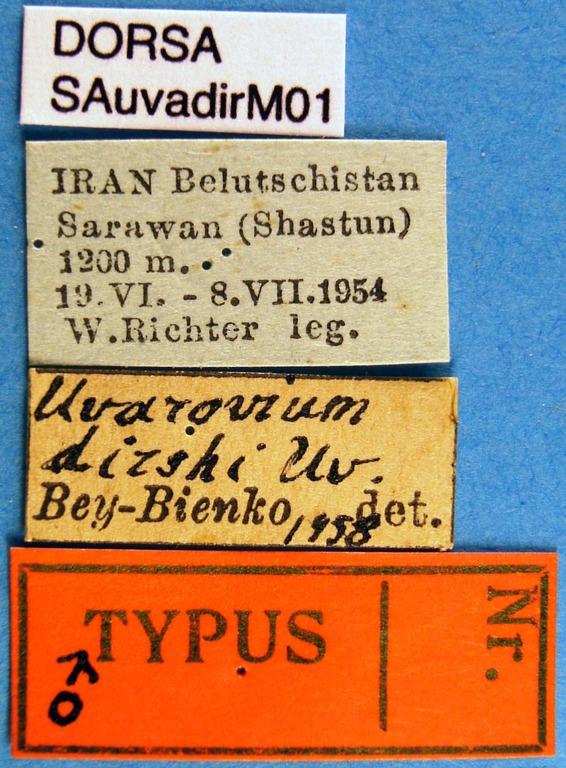 DORSA
SAuvadirM01
IRAN Belutschistan
Sarawan (Shastun)
1200 m.
19.VI. - 8.VII.1954
W.Richter leg.
Uvarovium
dirshi Uv.
Bey-Bienko 1958 det.
TYPUS
Nr.
♂